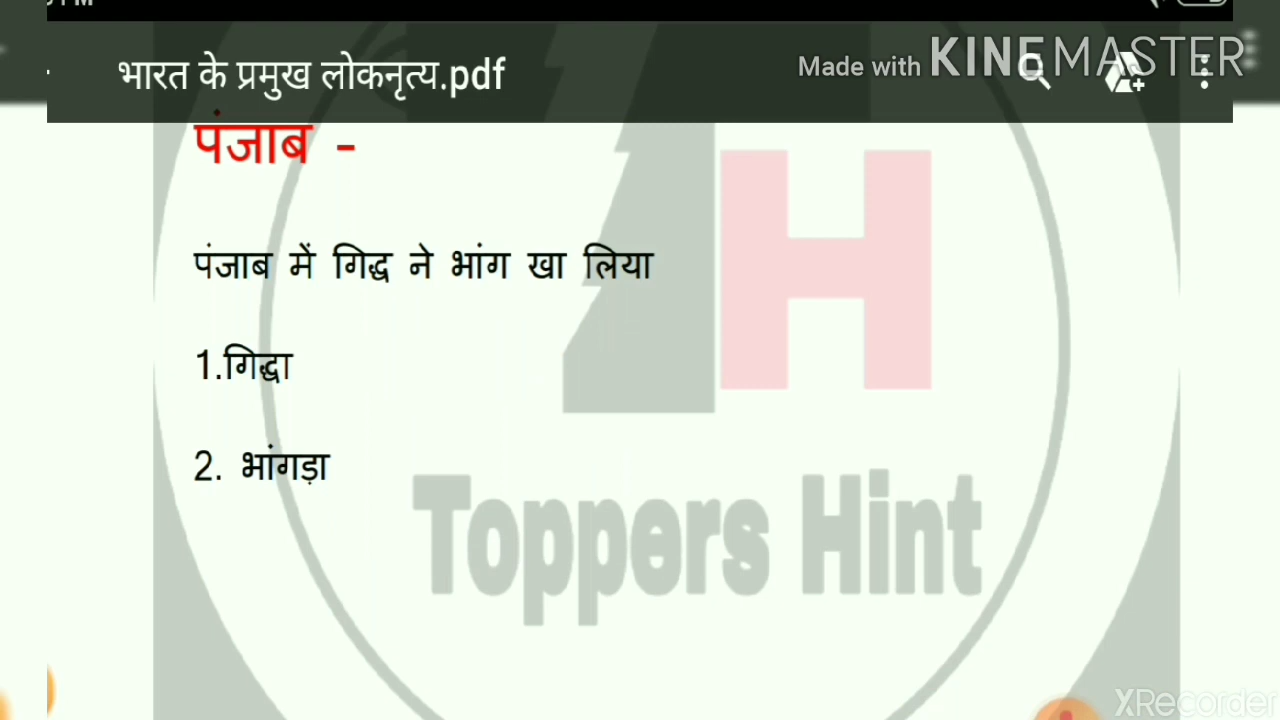 भारत के प्रमुख लोकनृत्य.pdf
Made with KINEMASTER
पंजाब -
पंजाब में गिद्ध ने भांग खा लिया
1.गिद्धा
2. भांगड़ा
H
Toppers Hint
XRecorder